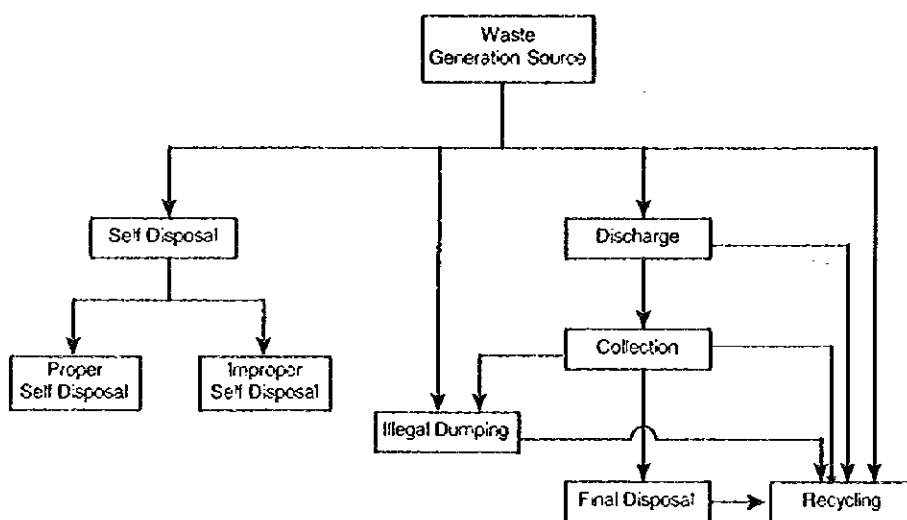 Waste
Generation Source
Self Disposal
Discharge
Proper
Self Disposal
Improper
Self Disposal
Collection
Illegal Dumping
Final Disposal
Recycling